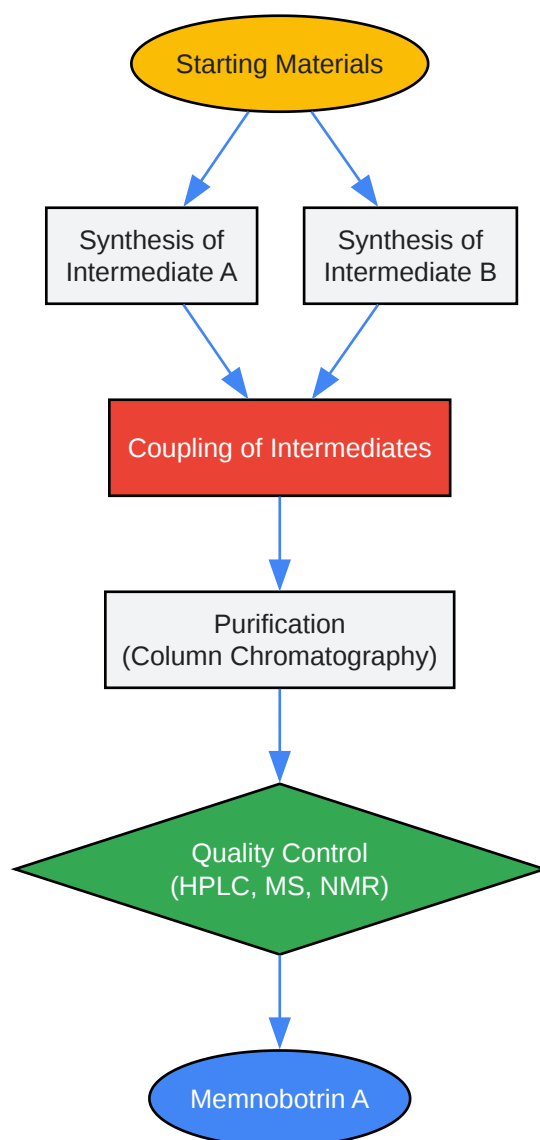 Starting Materials
Synthesis of
Intermediate A
Synthesis of
Intermediate B
Coupling of Intermediates
Purification
(Column Chromatography)
Quality Control
(HPLC, MS, NMR)
Memnobotrin A